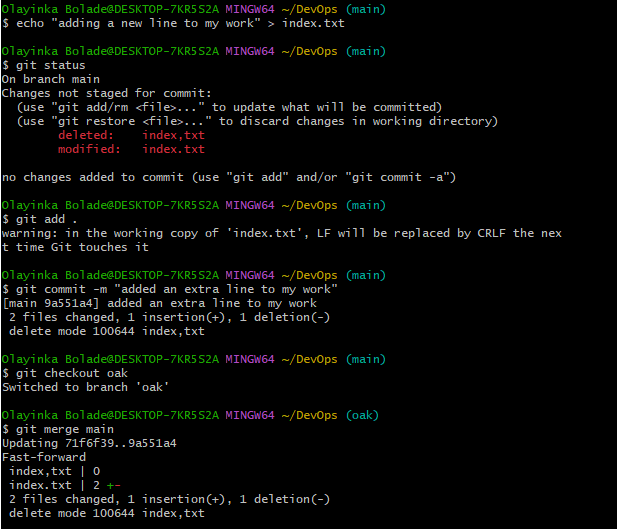 Olayinka Bolade@DESKTOP-7KR5S2A MINGW64 ~/DevOps (main)
$ echo "adding a new line to my work" > index.txt
Olayinka Bolade@DESKTOP-7KR5S2A MINGW64 ~/DevOps (main)
$ git status
On branch main
Changes not staged for commit:
  (use "git add/rm <file>..." to update what will be committed)
  (use "git restore <file>..." to discard changes in working directory)
        deleted:    index,txt
        modified:   index.txt
no changes added to commit (use "git add" and/or "git commit -a")
Olayinka Bolade@DESKTOP-7KR5S2A MINGW64 ~/DevOps (main)
$ git add .
warning: in the working copy of 'index.txt', LF will be replaced by CRLF the nex
t time Git touches it
Olayinka Bolade@DESKTOP-7KR5S2A MINGW64 ~/DevOps (main)
$ git commit -m "added an extra line to my work"
[main 9a551a4] added an extra line to my work
 2 files changed, 1 insertion(+), 1 deletion(-)
 delete mode 100644 index,txt
Olayinka Bolade@DESKTOP-7KR5S2A MINGW64 ~/DevOps (main)
$ git checkout oak
Switched to branch 'oak'
Olayinka Bolade@DESKTOP-7KR5S2A MINGW64 ~/DevOps (oak)
$ git merge main
Updating 71f6f39..9a551a4
Fast-forward
 index,txt | 0
 index.txt | 2 +-
 2 files changed, 1 insertion(+), 1 deletion(-)
 delete mode 100644 index,txt